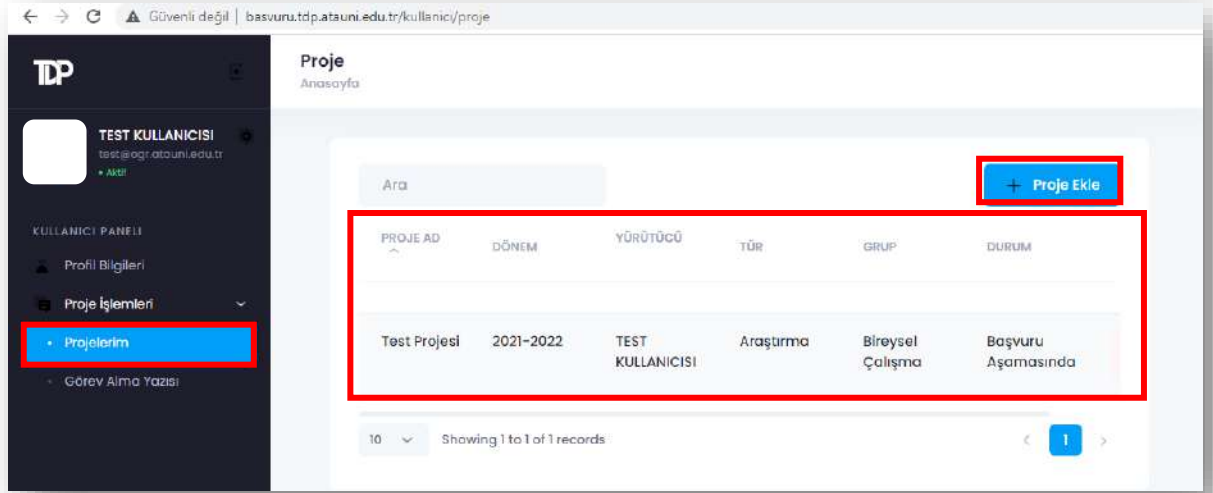 Güvenli değil | basvuru.tdp.atauni.edu.tr/kullanici/proje
TDP
Proje
Anasayfa
TEST KULLANICISI
test@ogr.atauni.edu.tr
• Aktif
KULLANICI PANELI
Profil Bilgileri
Proje İşlemleri
• Projelerim
• Görev Alma Yazısı
Ara
+ Proje Ekle
PROJE AD DÖNEM YÜRÜTÜCÜ TÜR GRUP DURUM
Test Projesi 2021-2022 TEST KULLANICISI Araştırma Bireysel Çalışma Başvuru Aşamasında
10 Showing 1 to 1 of 1 records
1